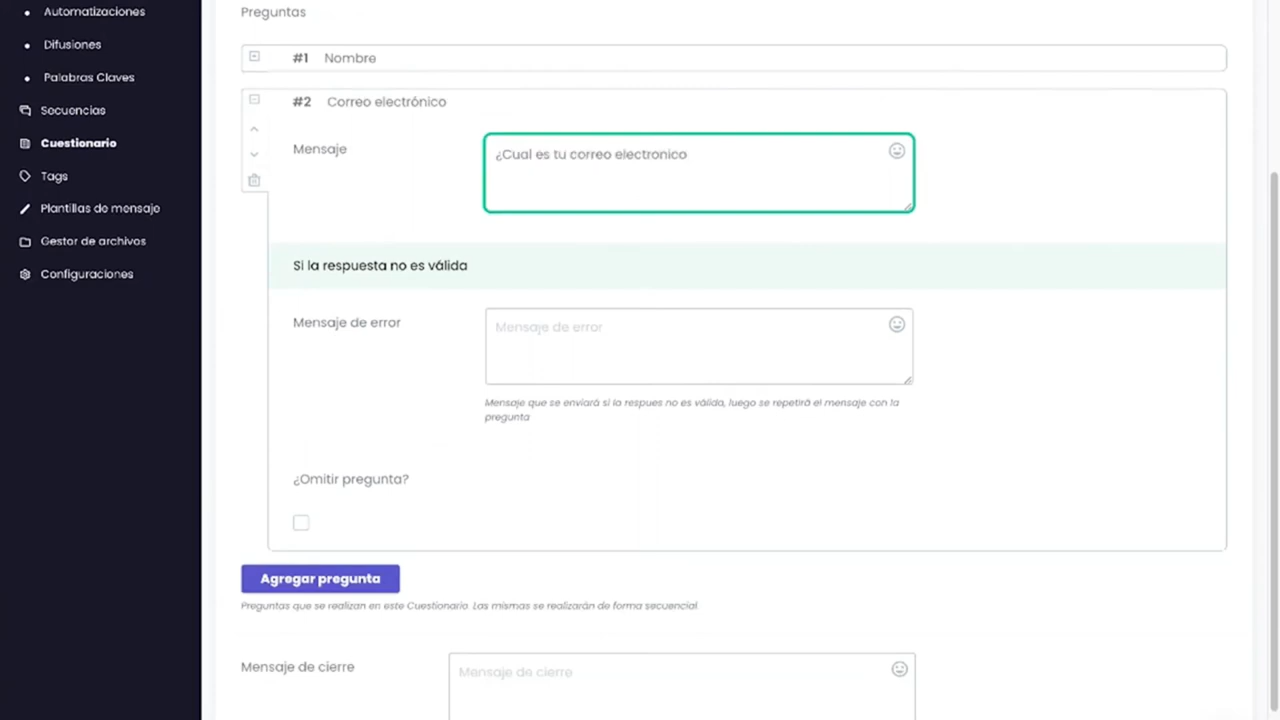 Automatizaciones
Difusiones
Palabras Claves
Secuencias
Cuestionario
Tags
Plantillas de mensaje
Gestor de archivos
Configuraciones
Preguntas
#1 Nombre
#2 Correo electrónico
Mensaje
¿Cual es tu correo electronico
Si la respuesta no es válida
Mensaje de error
Mensaje de error
Mensaje que se enviará si la respues no es válida, luego se repetirá el mensaje con la
pregunta
¿Omitir pregunta?
Agregar pregunta
Preguntas que se realizan en este Cuestionario. Las mismas se realizarán de forma secuencial.
Mensaje de cierre
Mensaje de cierre